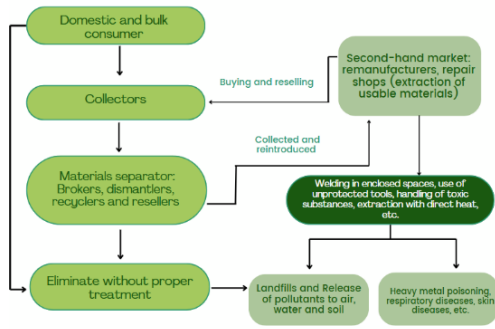 Domestic and bulk
consumer
Collectors
Materials separator:
Brokers, dismantlers,
recyclers and resellers
Eliminate without proper
treatment
Buying and reselling
Collected and
reintroduced
Second-hand market:
remanufacturers, repair
shops (extraction of
usable materials)
Welding in enclosed spaces, use of
unprotected tools, handling of toxic
substances, extraction with direct heat,
etc.
Landfills and Release
of pollutants to air,
water and soil
Heavy metal poisoning,
respiratory diseases, skin
diseases, etc.